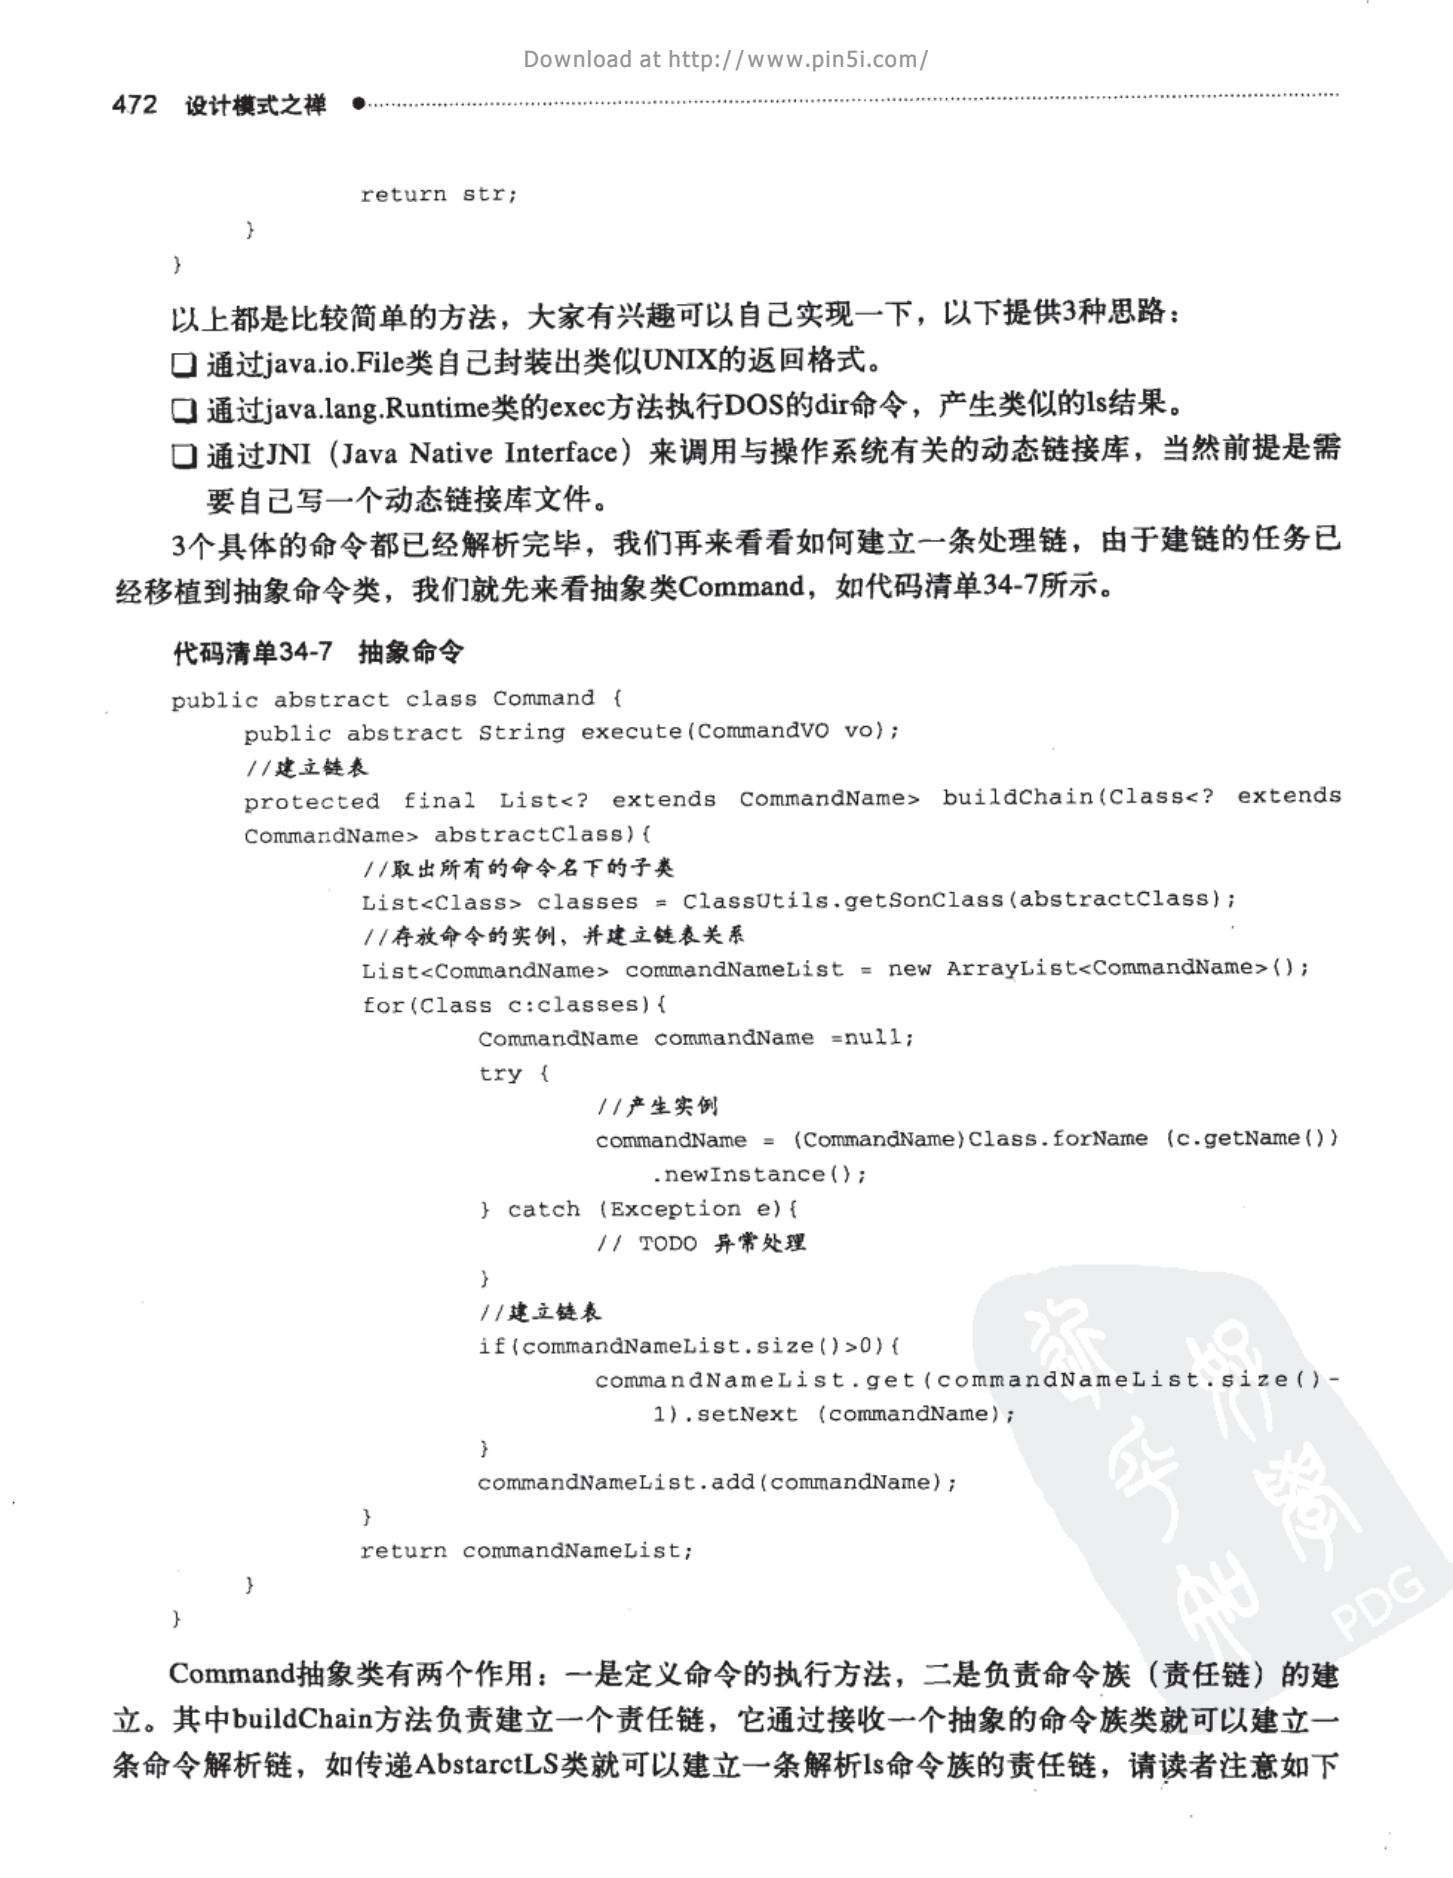 Download at http://www.pin5i.com/
472 设计模式之禅
return str;
}
}
以上都是比较简单的方法，大家有兴趣可以自己实现一下，以下提供3种思路：
❑ 通过java.io.File类自己封装出类似UNIX的返回格式。
❑ 通过java.lang.Runtime类的exec方法执行DOS的dir命令，产生类似的ls结果。
❑ 通过JNI（Java Native Interface）来调用与操作系统有关的动态链接库，当然前提是需
要自己写一个动态链接库文件。
3个具体的命令都已经解析完毕，我们再来看看如何建立一条处理链，由于建链的任务已
经移植到抽象命令类，我们就先来看抽象类Command，如代码清单34-7所示。
代码清单34-7 抽象命令
public abstract class Command {
public abstract String execute(CommandVO vo);
//建立链表
protected final List<? extends CommandName> buildChain(Class<? extends
CommandName> abstractClass){
//取出所有的命令名下的子类
List<Class> classes = ClassUtils.getSonClass(abstractClass);
//存放命令的实例，并建立链表关系
List<CommandName> commandNameList = new ArrayList<CommandName>();
for(Class c:classes){
CommandName commandName =null;
try {
//产生实例
commandName = (CommandName)Class.forName (c.getName())
.newInstance();
} catch (Exception e){
// TODO 异常处理
}
//建立链表
if(commandNameList.size()>0){
commandNameList.get(commandNameList.size()-
1).setNext (commandName);
}
commandNameList.add(commandName);
}
return commandNameList;
}
}
PDG
Command抽象类有两个作用：一是定义命令的执行方法，二是负责命令族（责任链）的建
立。其中buildChain方法负责建立一个责任链，它通过接收一个抽象的命令族类就可以建立一
条命令解析链，如传递AbstarctLS类就可以建立一条解析ls命令族的责任链，请读者注意如下